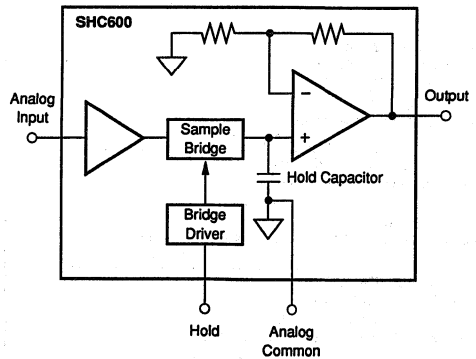 SHC600
Analog
Input
Output
−
+
Sample
Bridge
Hold Capacitor
Bridge
Driver
Hold
Analog
Common